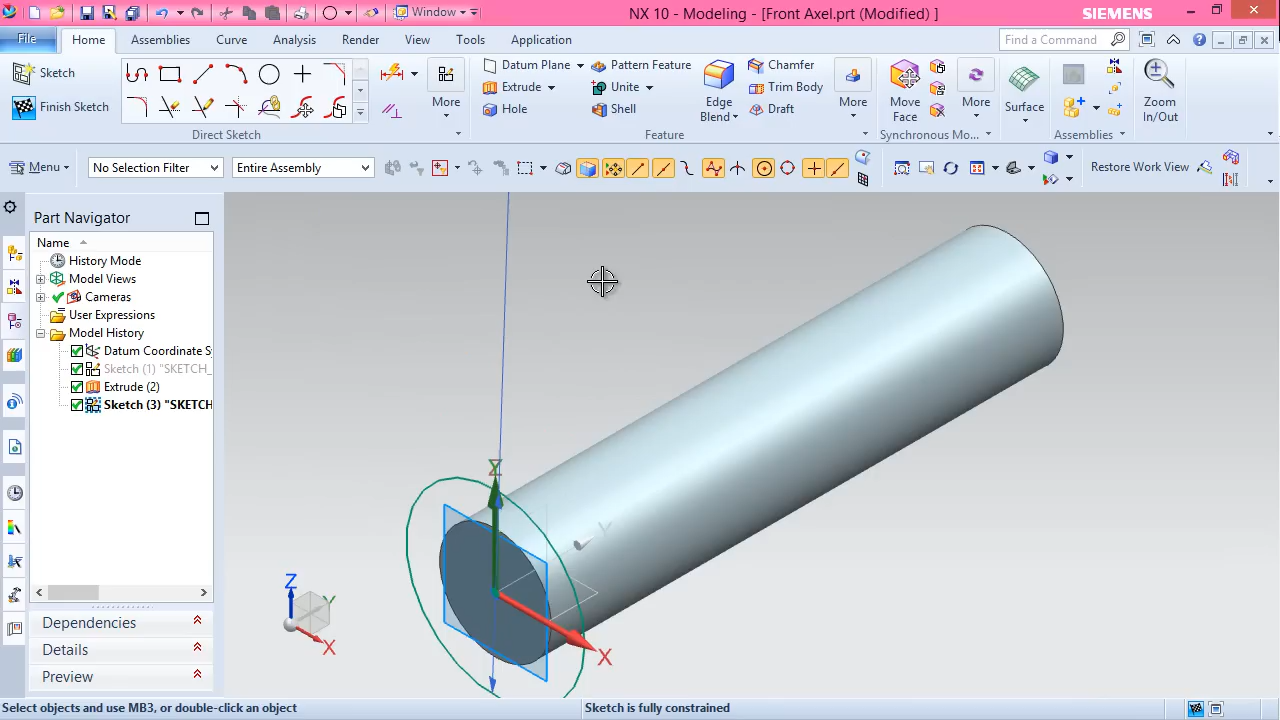 Window
NX 10 - Modeling - [Front Axel.prt (Modified) ]
SIEMENS
File Home Assemblies Curve Analysis Render View Tools Application
Find a Command
Sketch
Finish Sketch
More
Direct Sketch
Datum Plane
Extrude
Hole
Pattern Feature
Unite
Shell
Edge
Blend
Chamfer
Trim Body
Draft
More
Feature
Move
Face
More
Synchronous Mo...
Surface
Assemblies
Zoom
In/Out
Menu
No Selection Filter
Entire Assembly
Restore Work View
Part Navigator
Name
History Mode
Model Views
Cameras
User Expressions
Model History
Datum Coordinate Sy
Sketch (1) "SKETCH_
Extrude (2)
Sketch (3) "SKETCH
Dependencies
Details
Preview
Y
X
Z
Y
X
Select objects and use MB3, or double-click an object
Sketch is fully constrained